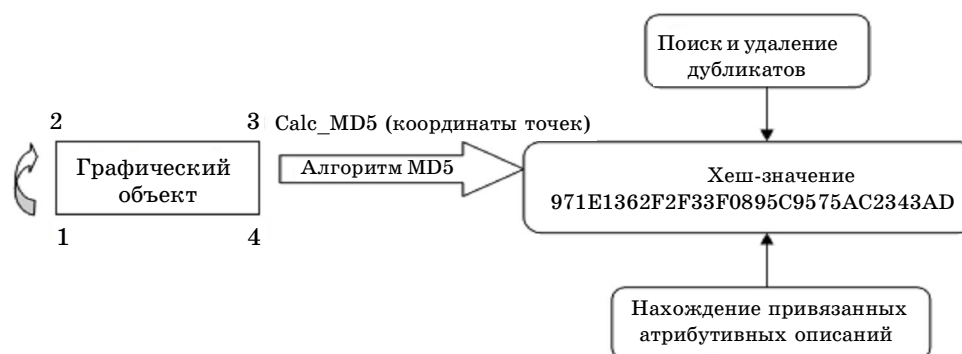 Поиск и удаление
дубликатов
2
3
Calc_MD5 (координаты точек)
Графический
объект
Алгоритм MD5
Хеш-значение
971E1362F2F33F0895C9575AC2343AD
1
4
Нахождение привязанных
атрибутивных описаний